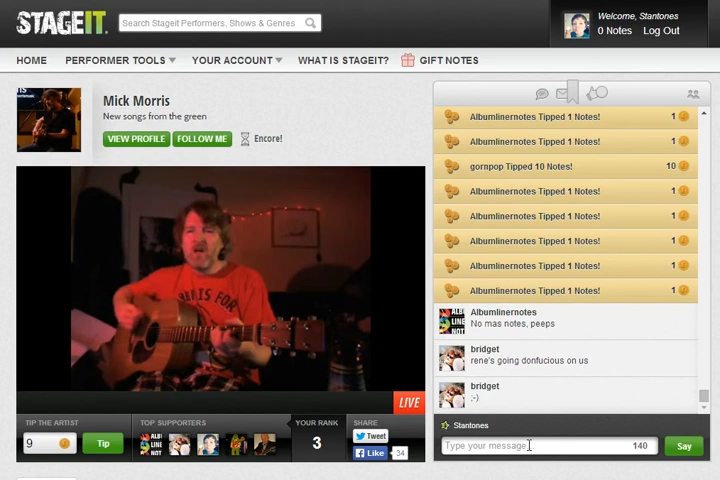 STAGEIT.
Search Stageit Performers, Shows & Genres
Welcome, Stantones
0 Notes Log Out
HOME PERFORMER TOOLS YOUR ACCOUNT WHAT IS STAGEIT? GIFT NOTES
Mick Morris
New songs from the green
VIEW PROFILE FOLLOW ME Encore!
Albumlinernotes Tipped 1 Notes! 1
Albumlinernotes Tipped 1 Notes! 1
gornpop Tipped 10 Notes! 10
Albumlinernotes Tipped 1 Notes! 1
Albumlinernotes Tipped 1 Notes! 1
Albumlinernotes Tipped 1 Notes! 1
Albumlinernotes Tipped 1 Notes! 1
Albumlinernotes Tipped 1 Notes! 1
Albumlinernotes
No mas notes, peeps
bridget
rene's going donfucious on us
bridget
:-)
LIVE
TIP THE ARTIST
9 Tip
TOP SUPPORTERS
YOUR RANK
3
SHARE
Tweet
Like 34
Stantones
Type your message... 140 Say